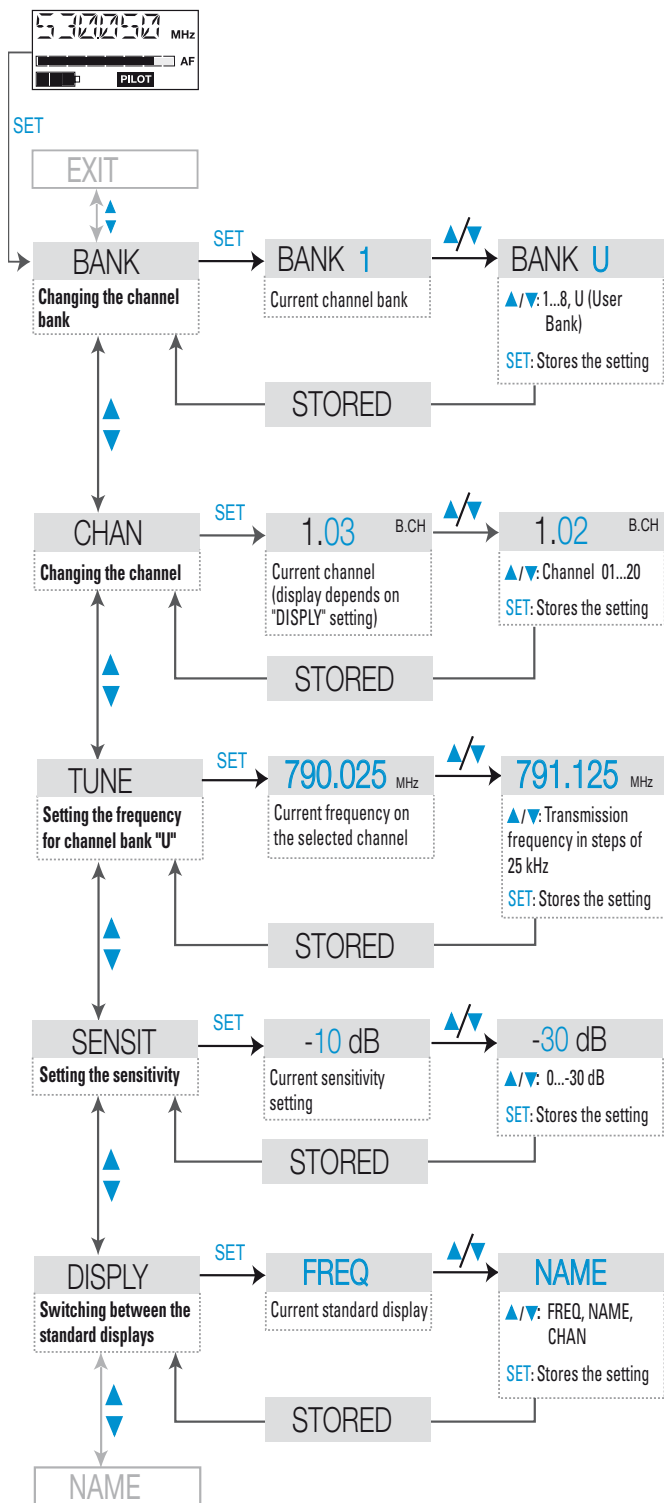 530.050 MHz
AF
PILOT
SET
EXIT
▲
▼
BANK
Changing the channel
bank
SET
BANK 1
Current channel bank
▲/▼
BANK U
▲/▼: 1...8, U (User
Bank)
SET: Stores the setting
STORED
▲
▼
CHAN
Changing the channel
SET
1.03 B.CH
Current channel
(display depends on
"DISPLY" setting)
▲/▼
1.02 B.CH
▲/▼: Channel 01...20
SET: Stores the setting
STORED
▲
▼
TUNE
Setting the frequency
for channel bank "U"
SET
790.025 MHz
Current frequency on
the selected channel
▲/▼
791.125 MHz
▲/▼: Transmission
frequency in steps of
25 kHz
SET: Stores the setting
STORED
▲
▼
SENSIT
Setting the sensitivity
SET
-10 dB
Current sensitivity
setting
▲/▼
-30 dB
▲/▼: 0...-30 dB
SET: Stores the setting
STORED
▲
▼
DISPLY
Switching between the
standard displays
SET
FREQ
Current standard display
▲/▼
NAME
▲/▼: FREQ, NAME,
CHAN
SET: Stores the setting
STORED
▲
▼
NAME